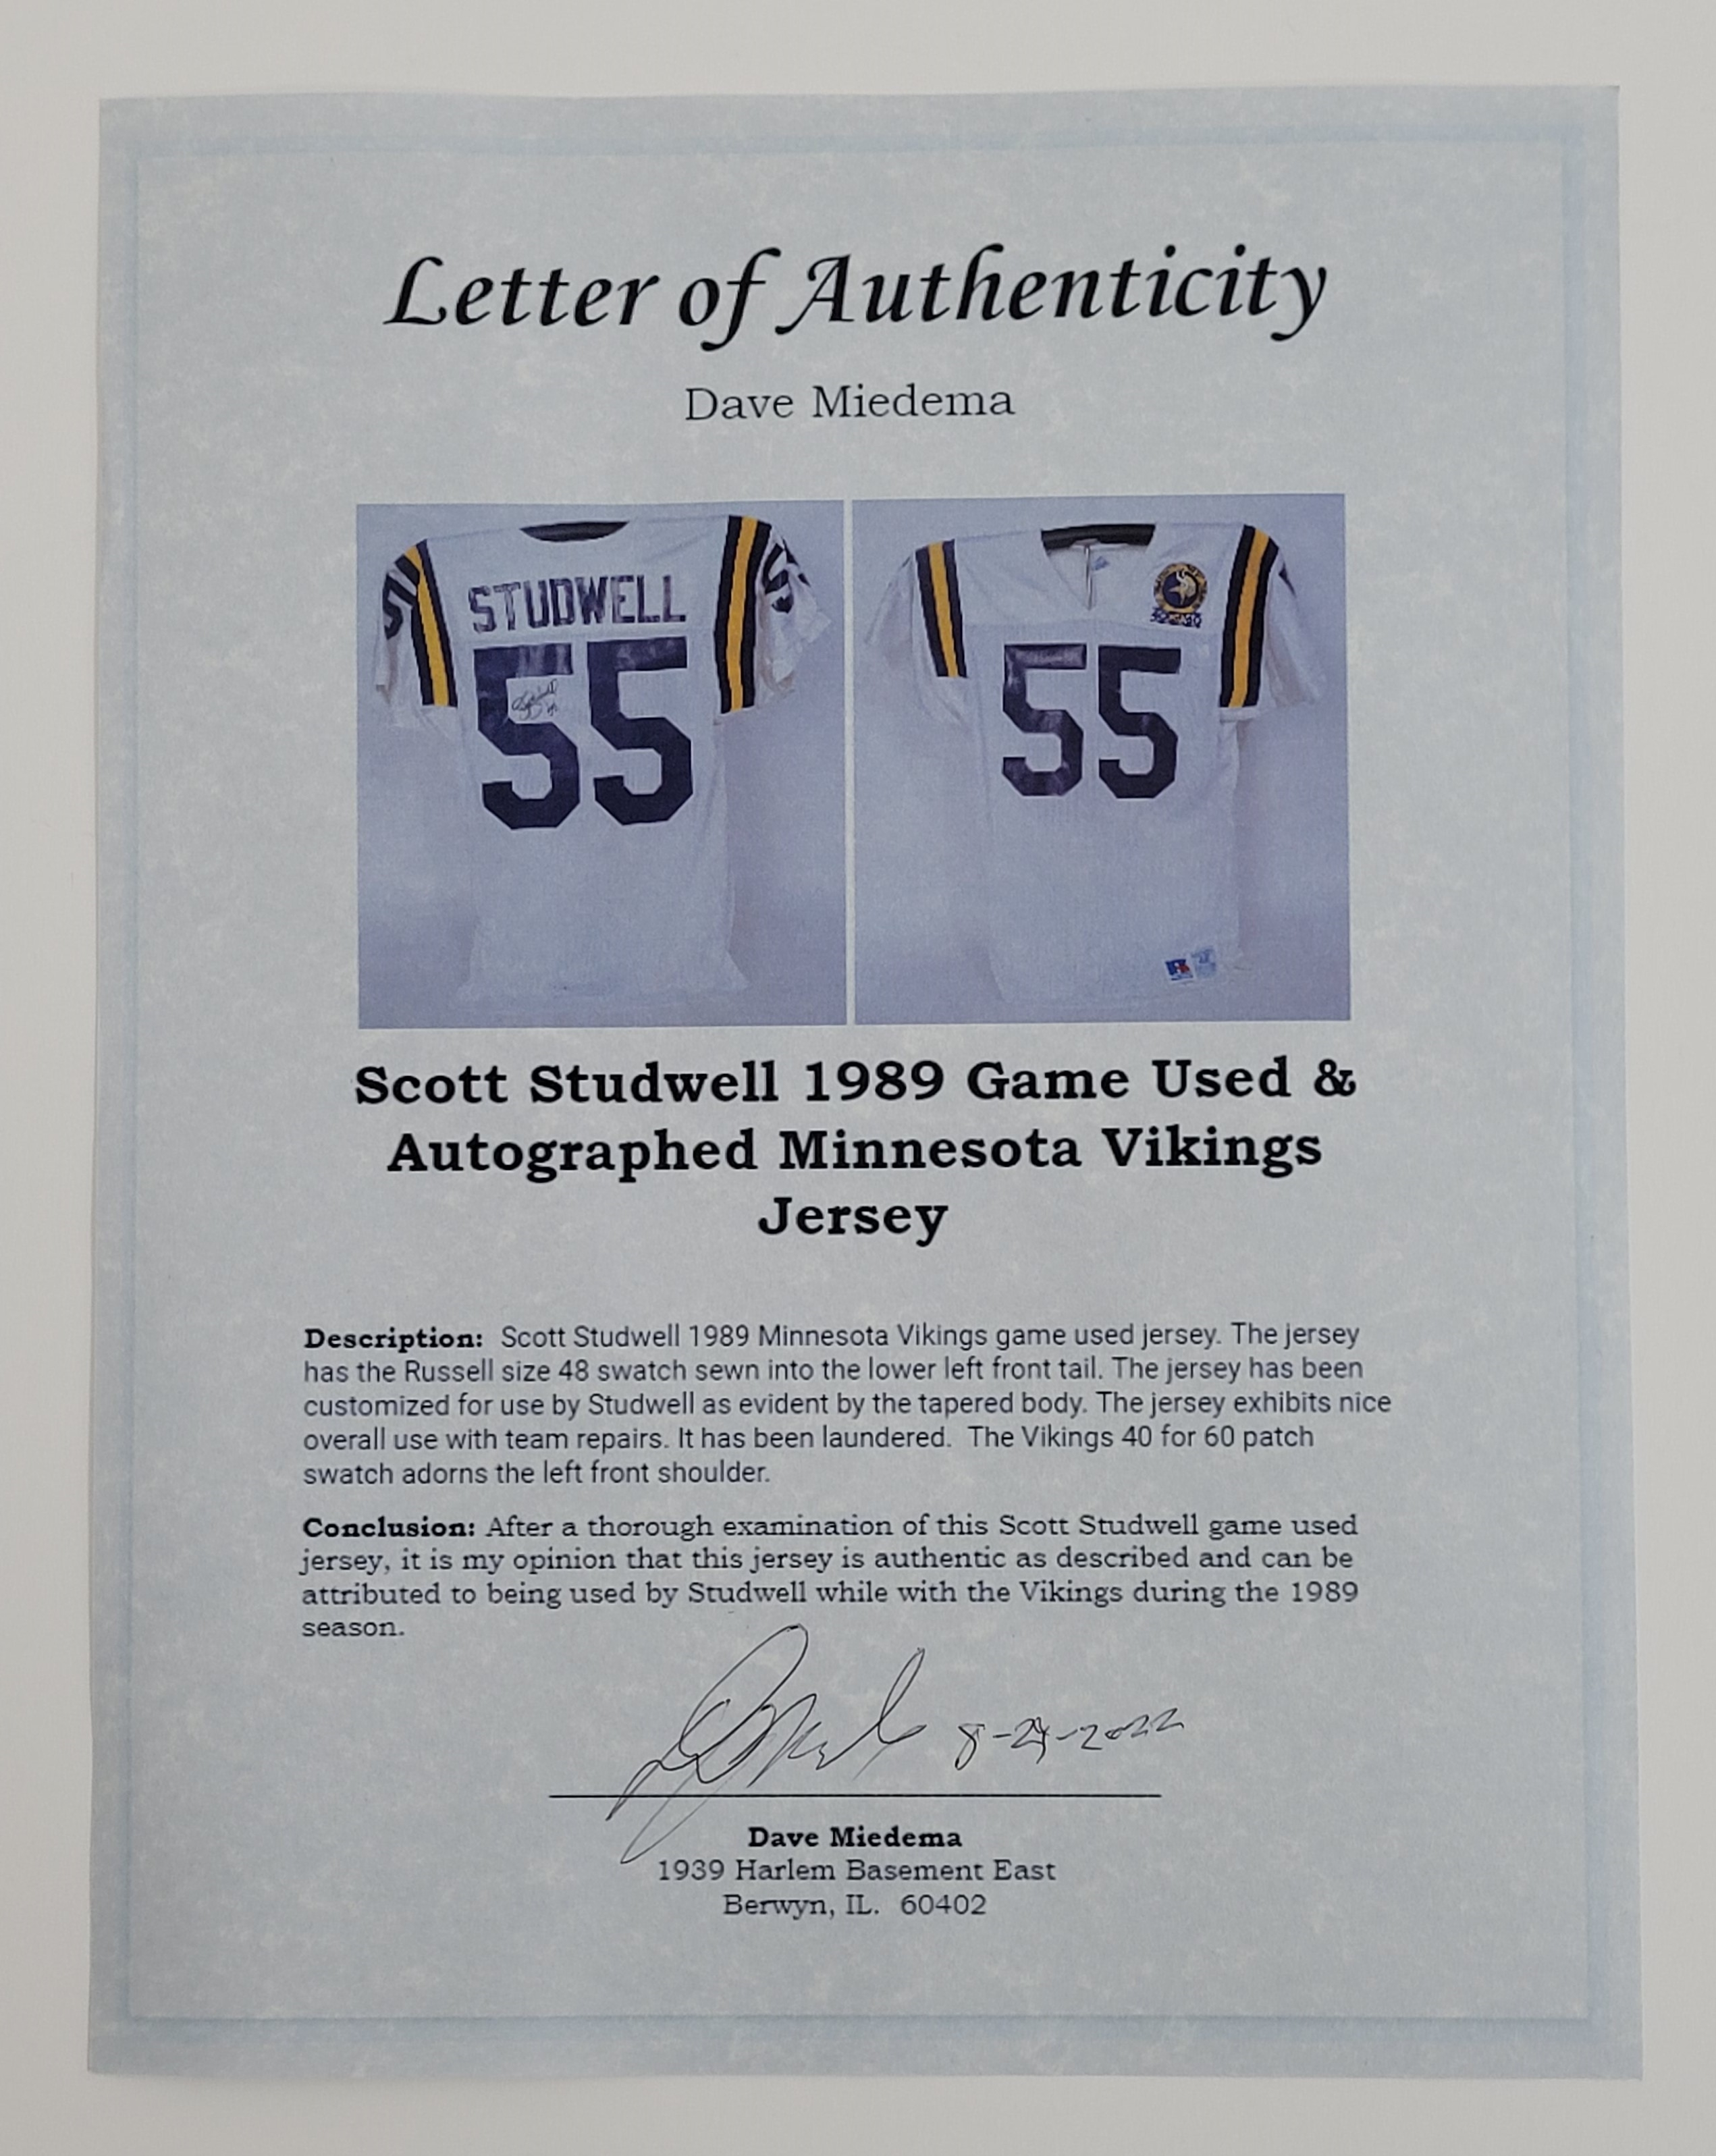 Letter of Authenticity
Dave Miedema
STUDWELL
55
55
Scott Studwell 1989 Game Used &
Autographed Minnesota Vikings
Jersey
Description: Scott Studwell 1989 Minnesota Vikings game used jersey. The jersey
has the Russell size 48 swatch sewn into the lower left front tail. The jersey has been
customized for use by Studwell as evident by the tapered body. The jersey exhibits nice
overall use with team repairs. It has been laundered. The Vikings 40 for 60 patch
swatch adorns the left front shoulder.
Conclusion: After a thorough examination of this Scott Studwell game used
jersey, it is my opinion that this jersey is authentic as described and can be
attributed to being used by Studwell while with the Vikings during the 1989
season.
Dave Miedema
1939 Harlem Basement East
Berwyn, IL. 60402